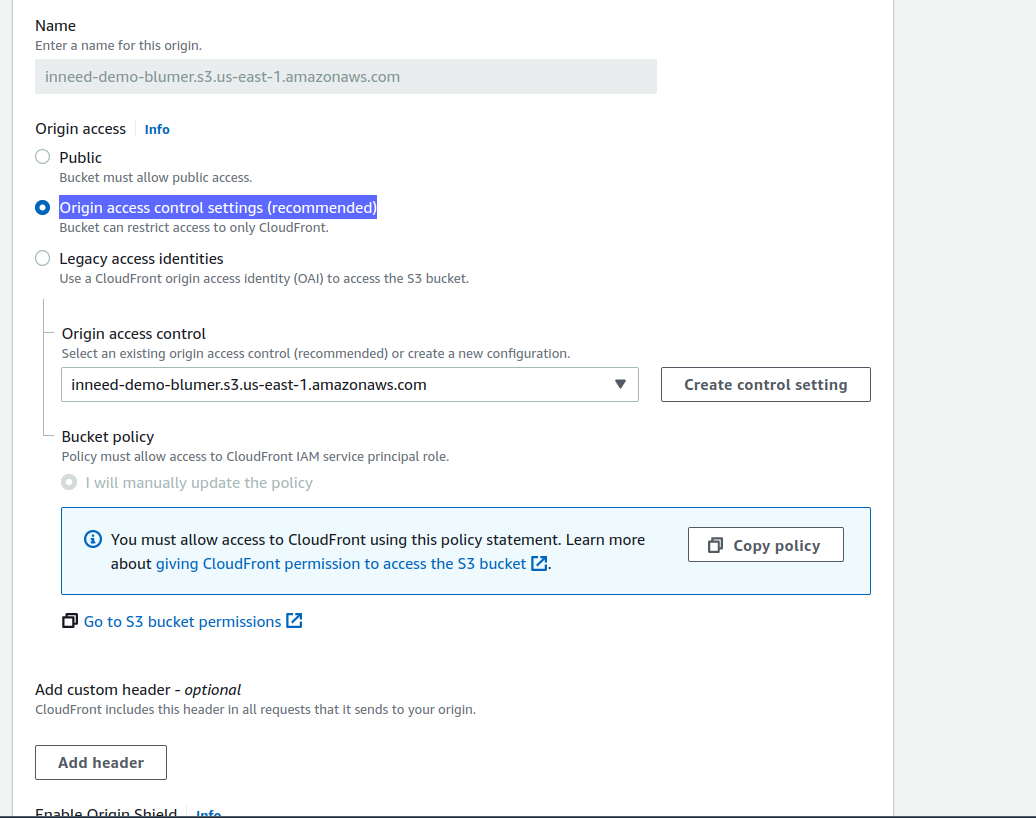 Name
Enter a name for this origin.
inneed-demo-blumer.s3.us-east-1.amazonaws.com
Origin access Info
Public
Bucket must allow public access.
Origin access control settings (recommended)
Bucket can restrict access to only CloudFront.
Legacy access identities
Use a CloudFront origin access identity (OAI) to access the S3 bucket.
Origin access control
Select an existing origin access control (recommended) or create a new configuration.
inneed-demo-blumer.s3.us-east-1.amazonaws.com
Create control setting
Bucket policy
Policy must allow access to CloudFront IAM service principal role.
I will manually update the policy
You must allow access to CloudFront using this policy statement. Learn more
about giving CloudFront permission to access the S3 bucket.
Copy policy
Go to S3 bucket permissions
Add custom header - optional
CloudFront includes this header in all requests that it sends to your origin.
Add header
Enable Origin Shield Info